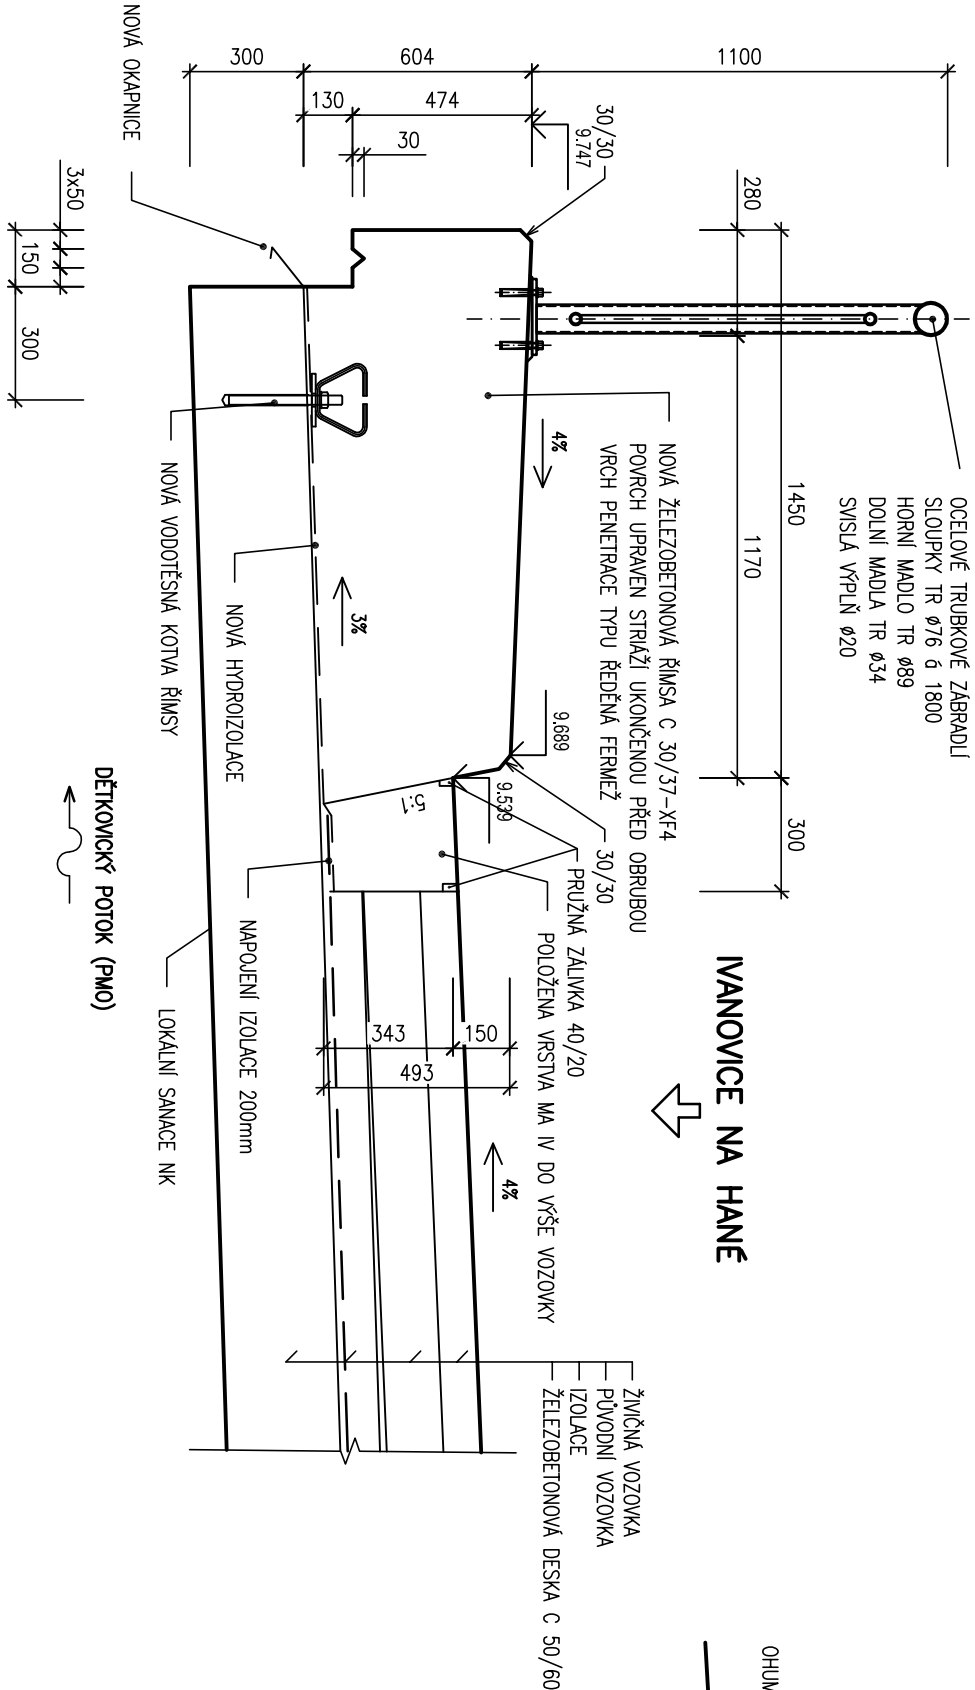 NOVÁ OKAPNICE
300
604
1100
130
474
30
30/30
9.747
3x50
150
300
280
1450
1170
300
OCELOVÉ TRUBKOVÉ ZÁBRADLÍ
SLOUPKY TR ø76 á 1800
HORNÍ MADLO TR ø89
DOLNÍ MADLA TR ø34
SVISLÁ VÝPLŇ ø20
NOVÁ ŽELEZOBETONOVÁ ŘÍMSA C 30/37-XF4
POVRCH UPRAVEN STRIÁŽÍ UKONČENOU PŘED OBRUBOU
VRCH PENETRACE TYPU ŘEDĚNÁ FERMEŽ
4%
3%
NOVÁ VODOTĚSNÁ KOTVA ŘÍMSY
NOVÁ HYDROIZOLACE
9.689
9.539
5:1
30/30
PRUŽNÁ ZÁLIVKA 40/20
POLOŽENA VRSTVA MA IV DO VÝŠE VOZOVKY
NAPOJENÍ IZOLACE 200mm
LOKÁLNÍ SANACE NK
DĚTKOVICKÝ POTOK (PMO)
IVANOVICE NA HANÉ
343
150
493
4%
ŽIVIČNÁ VOZOVKA
PŮVODNÍ VOZOVKA
IZOLACE
ŽELEZOBETONOVÁ DESKA C 50/60
OHUM